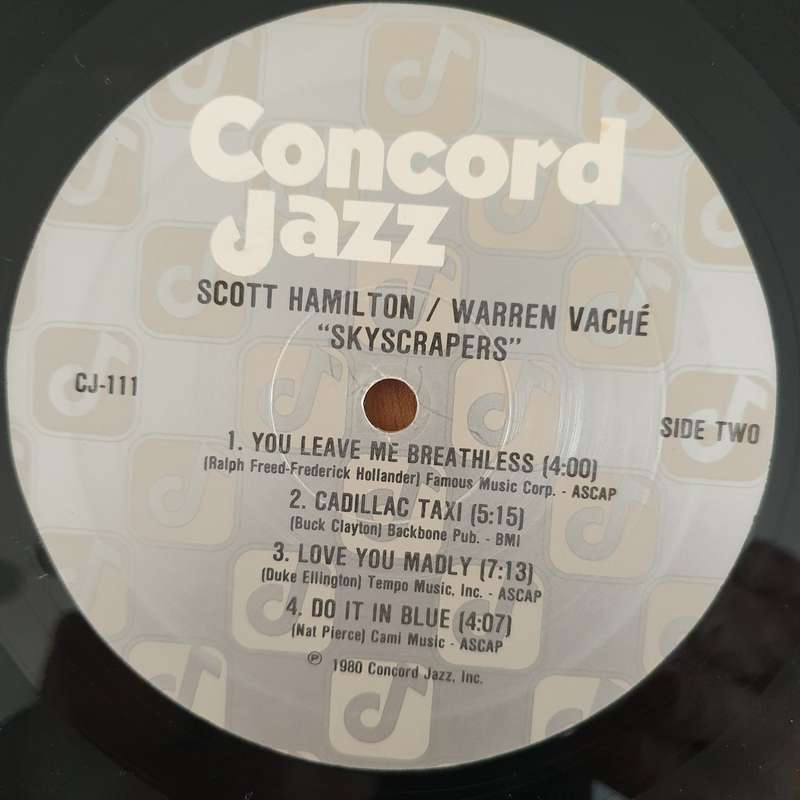 Concord
Jazz
SCOTT HAMILTON / WARREN VACHÉ
"SKYSCRAPERS"
CJ-111
SIDE TWO
1. YOU LEAVE ME BREATHLESS (4:00)
(Ralph Freed-Frederick Hollander) Famous Music Corp. - ASCAP
2. CADILLAC TAXI (5:15)
(Buck Clayton) Backbone Pub. - BMI
3. LOVE YOU MADLY (7:13)
(Duke Ellington) Tempo Music, Inc. - ASCAP
4. DO IT IN BLUE (4:07)
(Nat Pierce) Cami Music - ASCAP
℗ 1980 Concord Jazz, Inc.